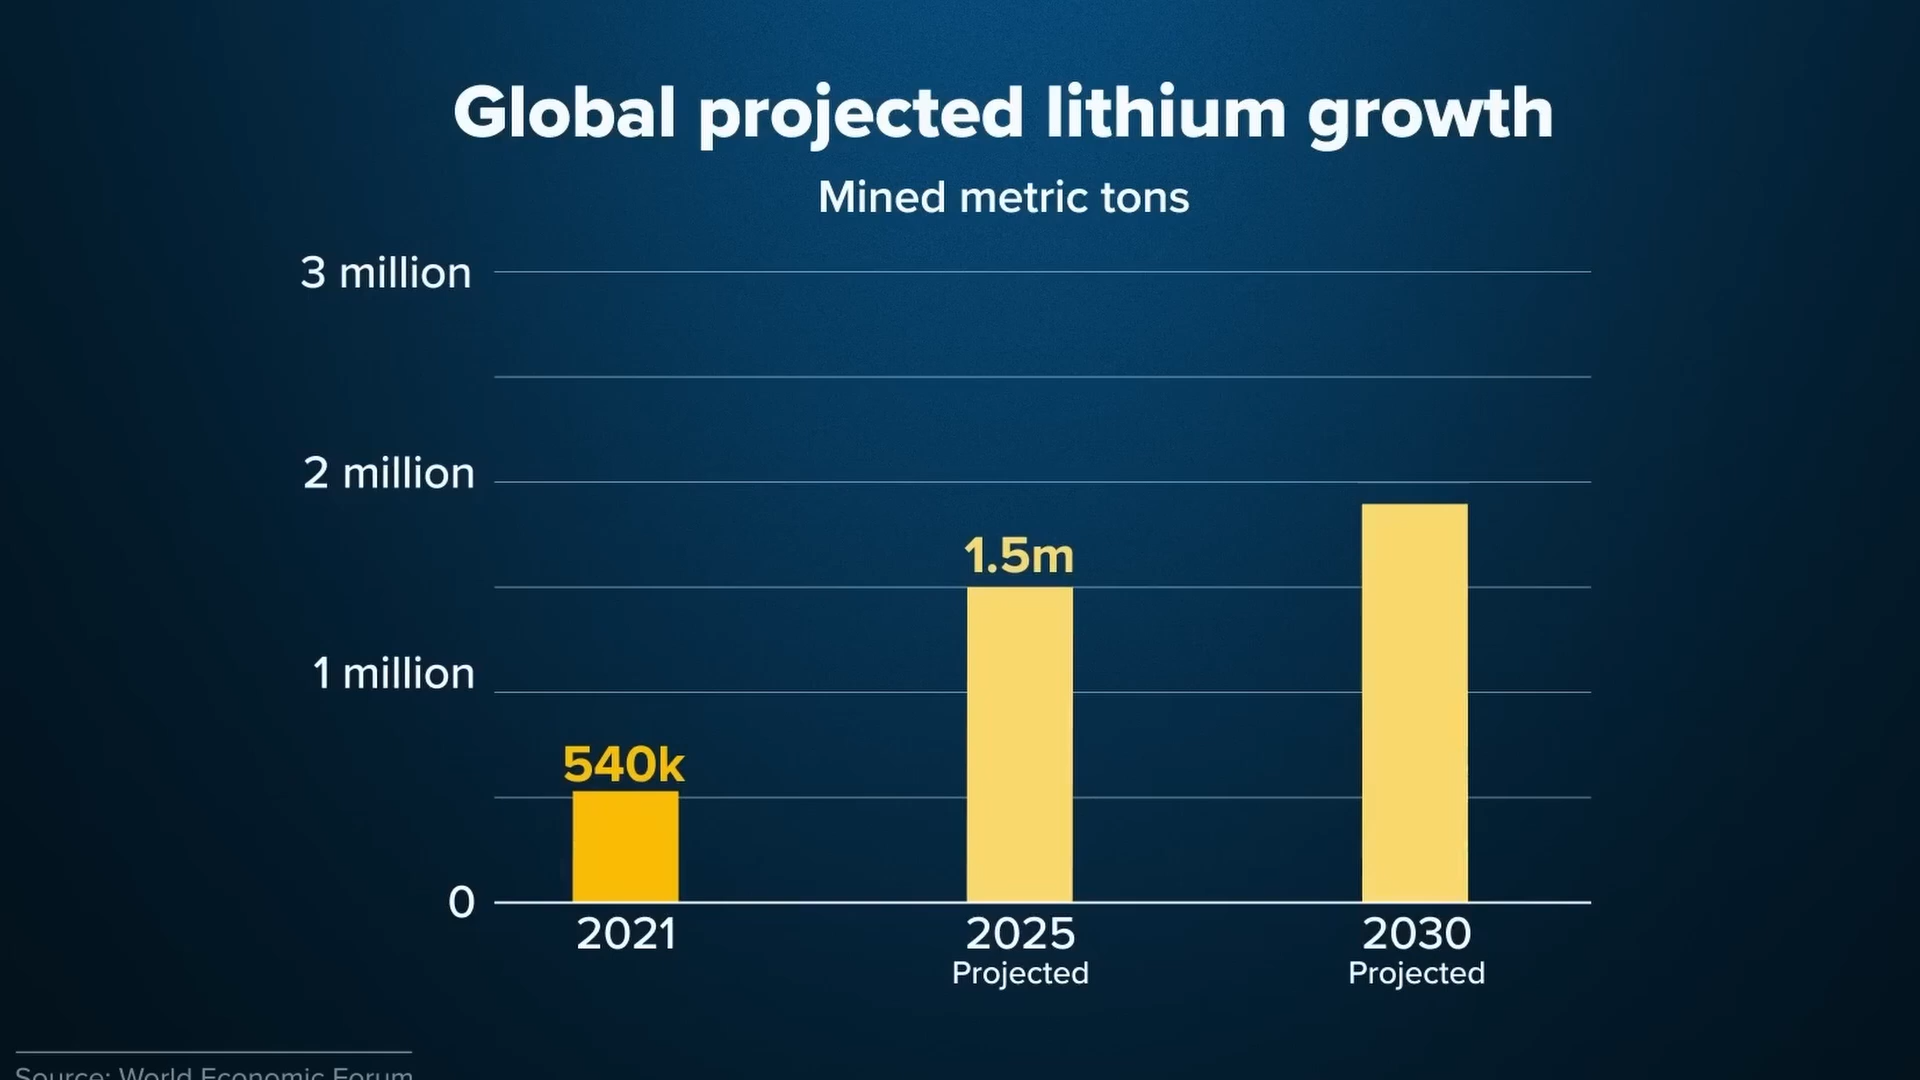 Global projected lithium growth
Mined metric tons
3 million
2 million
1 million
0
540k
1.5m
2021
2025
Projected
2030
Projected
Source: World Economic Forum